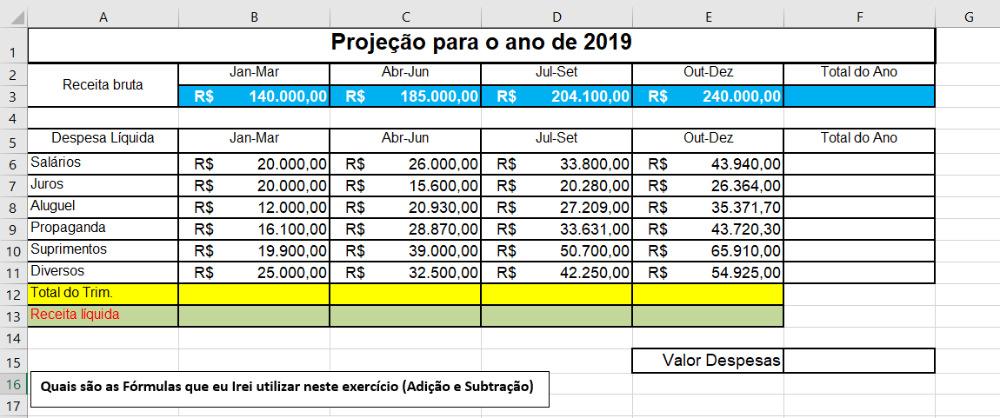 A B C D E F G
1 Projeção para o ano de 2019
2 Receita bruta Jan-Mar Abr-Jun Jul-Set Out-Dez Total do Ano
3 R$ 140.000,00 R$ 185.000,00 R$ 204.100,00 R$ 240.000,00
4
5 Despesa Líquida Jan-Mar Abr-Jun Jul-Set Out-Dez Total do Ano
6 Salários R$ 20.000,00 R$ 26.000,00 R$ 33.800,00 R$ 43.940,00
7 Juros R$ 20.000,00 R$ 15.600,00 R$ 20.280,00 R$ 26.364,00
8 Aluguel R$ 12.000,00 R$ 20.930,00 R$ 27.209,00 R$ 35.371,70
9 Propaganda R$ 16.100,00 R$ 28.870,00 R$ 33.631,00 R$ 43.720,30
10 Suprimentos R$ 19.900,00 R$ 39.000,00 R$ 50.700,00 R$ 65.910,00
11 Diversos R$ 25.000,00 R$ 32.500,00 R$ 42.250,00 R$ 54.925,00
12 Total do Trim.
13 Receita líquida
14
15 Valor Despesas
16 Quais são as Fórmulas que eu Irei utilizar neste exercício (Adição e Subtração)
17